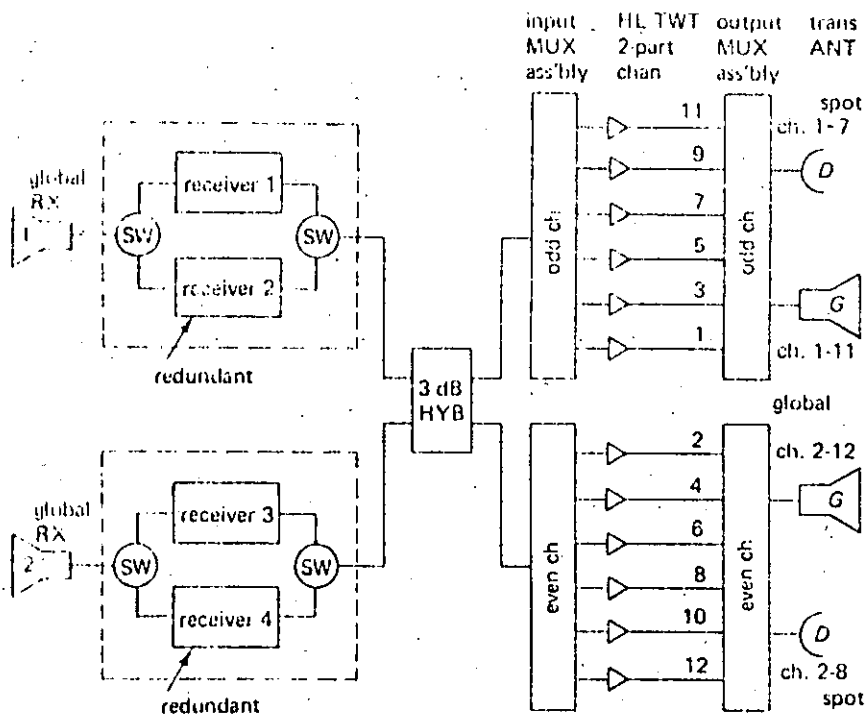 input
MUX
ass'bly
HL TWT
2-part
chan
output
MUX
ass'bly
trans
ANT
spot
ch. 1-7
11
9
7
5
3
1
odd ch
odd ch
D
G
ch. 1-11
global
RX
1
SW
receiver 1
receiver 2
SW
redundant
3 dB
HYB
global
global
RX
2
SW
receiver 3
receiver 4
SW
redundant
2
4
6
8
10
12
even ch
even ch
ch. 2-12
G
D
ch. 2-8
spot